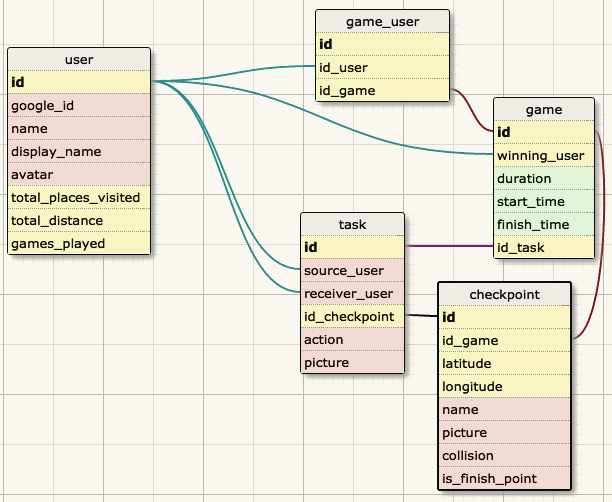 user
id
google_id
name
display_name
avatar
total_places_visited
total_distance
games_played
game_user
id
id_user
id_game
game
id
winning_user
duration
start_time
finish_time
id_task
task
id
source_user
receiver_user
id_checkpoint
action
picture
checkpoint
id
id_game
latitude
longitude
name
picture
collision
is_finish_point